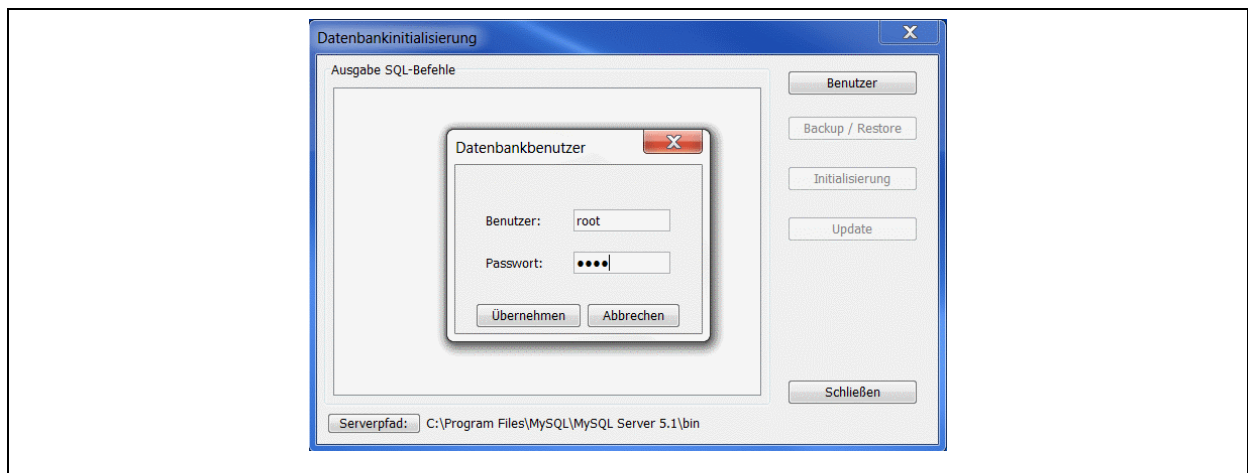 Datenbankinitialisierung
Ausgabe SQL-Befehle
Benutzer
Backup / Restore
Initialisierung
Update
Datenbankbenutzer
Benutzer: root
Passwort: ••••
Übernehmen Abbrechen
Schließen
Serverpfad: C:\Program Files\MySQL\MySQL Server 5.1\bin